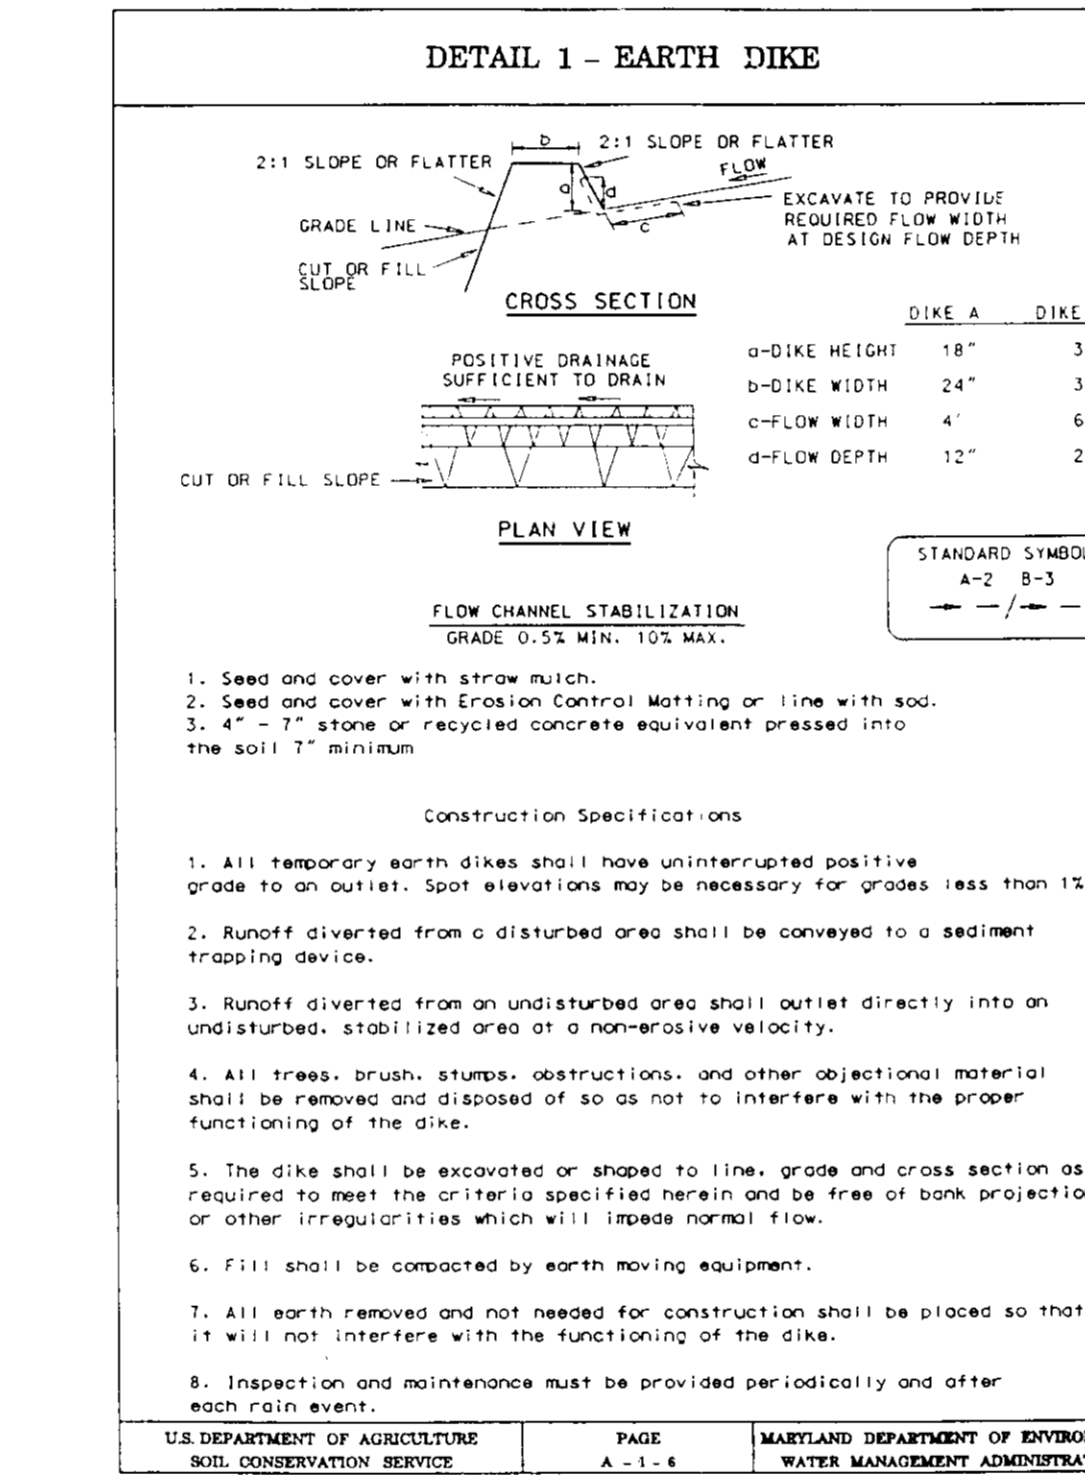 DETAIL 1 - EARTH DIKE
b
2:1 SLOPE OR FLATTER
2:1 SLOPE OR FLATTER
FLOW
a
d
EXCAVATE TO PROVIDE
REQUIRED FLOW WIDTH
AT DESIGN FLOW DEPTH
GRADE LINE
c
CUT OR FILL
SLOPE
CROSS SECTION
DIKE A DIKE
a-DIKE HEIGHT 18" 3
b-DIKE WIDTH 24" 3
c-FLOW WIDTH 4' 6
d-FLOW DEPTH 12" 2
POSITIVE DRAINAGE
SUFFICIENT TO DRAIN
CUT OR FILL SLOPE
PLAN VIEW
STANDARD SYMBOL
A-2 B-3
FLOW CHANNEL STABILIZATION
GRADE 0.5% MIN. 10% MAX.
1. Seed and cover with straw mulch.
2. Seed and cover with Erosion Control Matting or line with sod.
3. 4" - 7" stone or recycled concrete equivalent pressed into
the soil 7" minimum
Construction Specifications
1. All temporary earth dikes shall have uninterrupted positive
grade to an outlet. Spot elevations may be necessary for grades less than 1%
2. Runoff diverted from a disturbed area shall be conveyed to a sediment
trapping device.
3. Runoff diverted from an undisturbed area shall outlet directly into an
undisturbed, stabilized area at a non-erosive velocity.
4. All trees, brush, stumps, obstructions, and other objectional material
shall be removed and disposed of so as not to interfere with the proper
functioning of the dike.
5. The dike shall be excavated or shaped to line, grade and cross section as
required to meet the criteria specified herein and be free of bank projectio
or other irregularities which will impede normal flow.
6. Fill shall be compacted by earth moving equipment.
7. All earth removed and not needed for construction shall be placed so that
it will not interfere with the functioning of the dike.
8. Inspection and maintenance must be provided periodically and after
each rain event.
U.S. DEPARTMENT OF AGRICULTURE
SOIL CONSERVATION SERVICE
PAGE
A - 1 - 6
MARYLAND DEPARTMENT OF ENVIRO
WATER MANAGEMENT ADMINISTRA